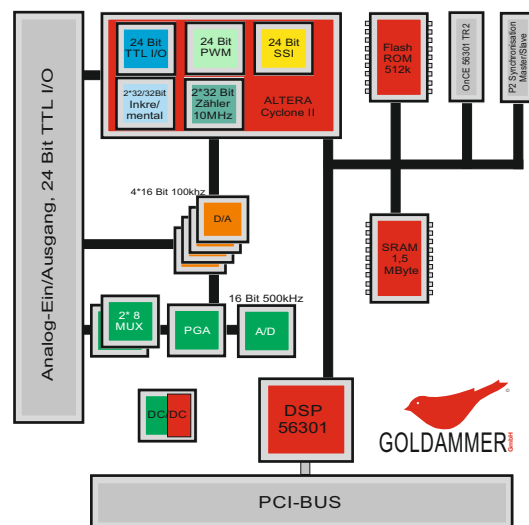 Analog-Ein/Ausgang, 24 Bit TTL I/O
24 Bit
TTL I/O
24 Bit
PWM
24 Bit
SSI
2*32/32Bit
Inkre/
mental
2*32 Bit
Zähler
10MHz
ALTERA
Cyclone II
Flash
ROM
512k
OnCE 56301 TR2
P2 Synchronisation
Master/Slave
4*16 Bit 100khz
D/A
SRAM
1,5
MByte
16 Bit 500kHz
2* 8
MUX
PGA
A/D
DC/DC
DSP
56301
GOLDAMMER
GmbH
®
PCI-BUS